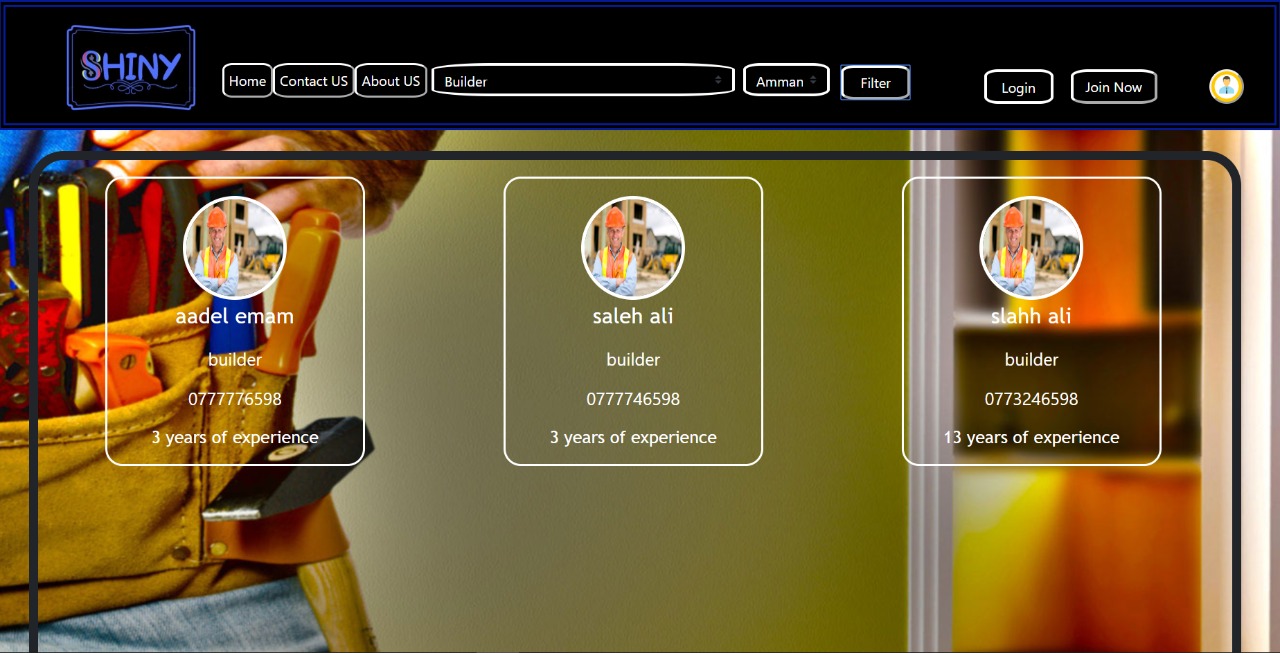 SHINY
Home Contact US About US Builder Amman Filter Login Join Now
aadel emam
builder
0777776598
3 years of experience
saleh ali
builder
0777746598
3 years of experience
slahh ali
builder
0773246598
13 years of experience